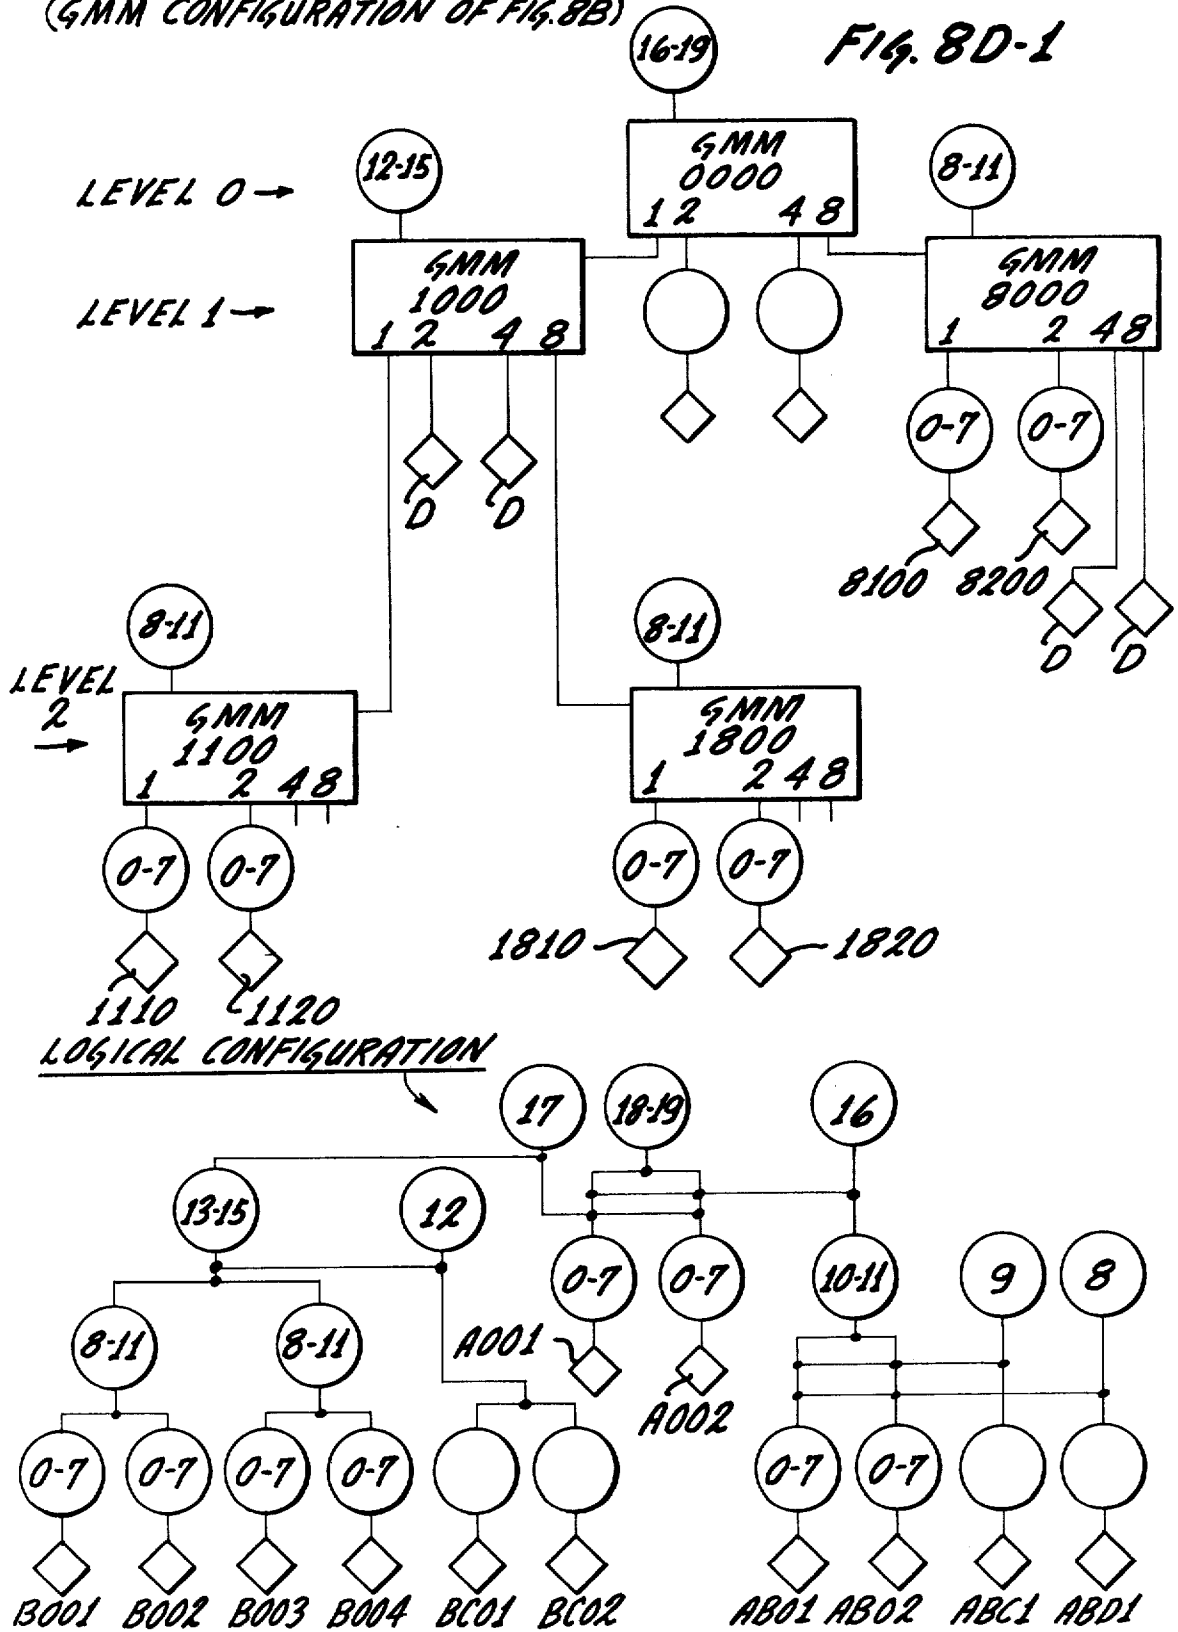 (GMM CONFIGURATION OF FIG.8B)
FIG. 8D-1
16-19
GMM
0000
1 2 4 8
LEVEL 0 →
12-15
8-11
LEVEL 1 →
GMM
1000
1 2 4 8
GMM
8000
1 2 4 8
D D
0-7 0-7
8100 8200
D D
LEVEL
2
→
8-11
GMM
1100
1 2 4 8
8-11
GMM
1800
1 2 4 8
0-7 0-7
1110 1120
0-7 0-7
1810 1820
LOGICAL CONFIGURATION
17 18-19 16
13-15 12 0-7 0-7 10-11 9 8
8-11 8-11 A001 A002
0-7 0-7 0-7 0-7 0-7 0-7
B001 B002 B003 B004 BC01 BC02 AB01 AB02 ABC1 ABD1